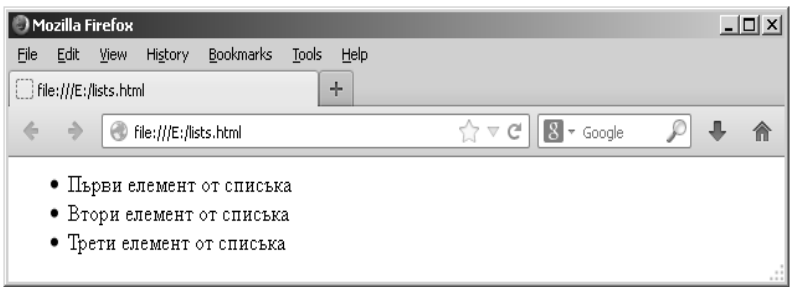 Mozilla Firefox
File Edit View History Bookmarks Tools Help
file:///E:/lists.html +
file:///E:/lists.html 8 Google
• Първи елемент от списъка
• Втори елемент от списъка
• Трети елемент от списъка